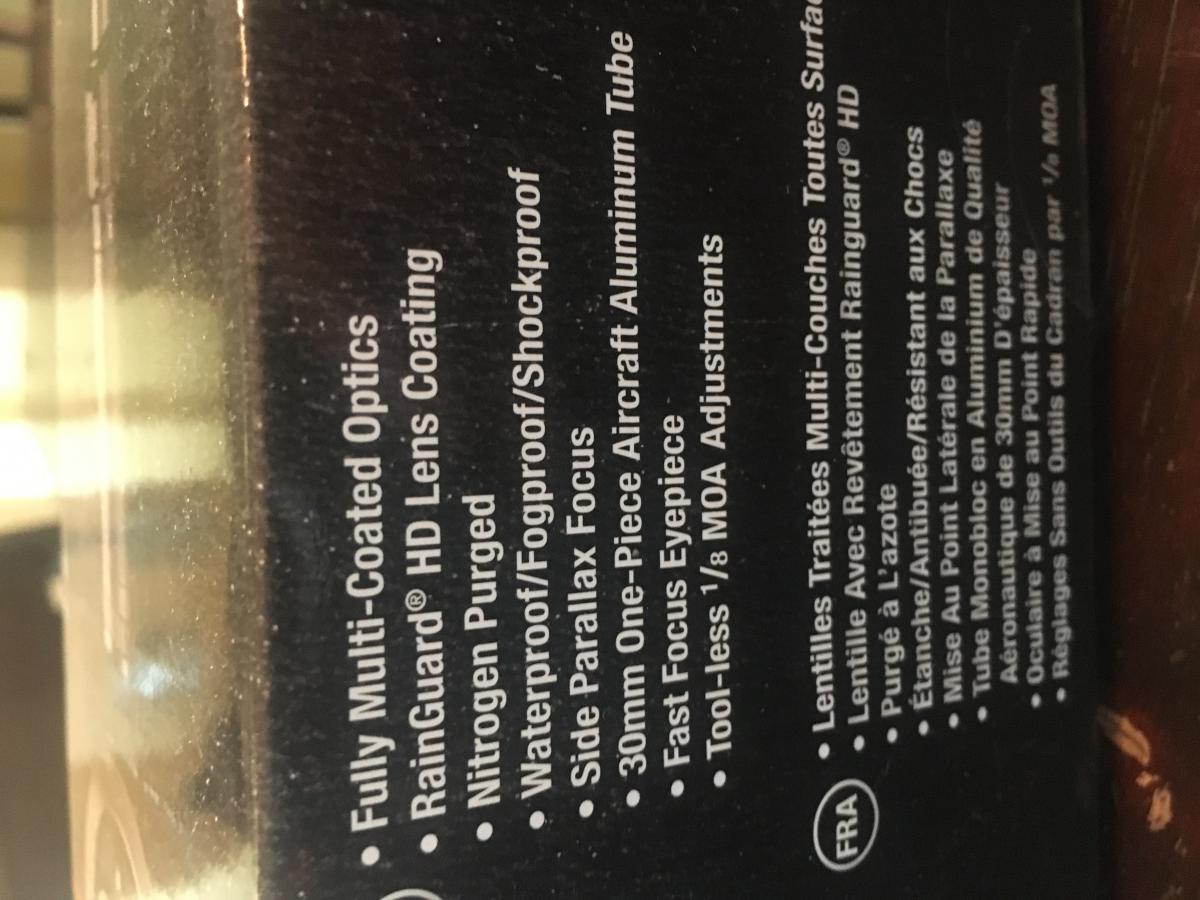 • Fully Multi-Coated Optics
• RainGuard® HD Lens Coating
• Nitrogen Purged
• Waterproof/Fogproof/Shockproof
• Side Parallax Focus
• 30mm One-Piece Aircraft Aluminum Tube
• Fast Focus Eyepiece
• Tool-less 1/8 MOA Adjustments
FRA
• Lentilles Traitées Multi-Couches Toutes
• Lentille Avec Revêtement Rainguard® HD
• Purgé à L'azote
• Étanche/Antibuée/Résistant aux Chocs
• Mise Au Point Latérale de la Parallaxe
• Tube Monobloc en Aluminium de Qualité
Aéronautique de 30mm D'épaisseur
• Oculaire à Mise au Point Rapide
• Réglages Sans Outils du Cadran par 1/8 MOA